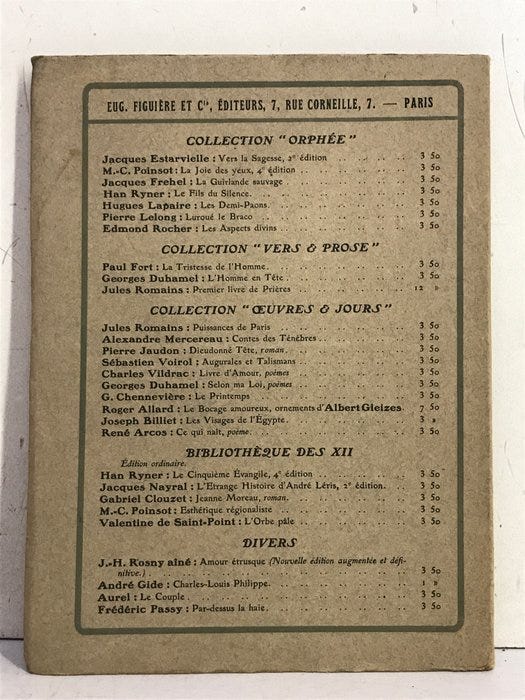 EUG. FIGUIÈRE ET Cie, ÉDITEURS, 7, RUE CORNEILLE, 7. — PARIS
COLLECTION "ORPHÉE"
Jacques Estarvielle : Vers la Sagesse, 2e édition . . . . . . . . 3 50
M.-C. Poinsot : La Joie des yeux, 4e édition . . . . . . . . 3 50
Jacques Frehel : La Guirlande sauvage . . . . . . . . 3 50
Han Ryner : Le Fils du Silence. . . . . . . . . 3 50
Hugues Lapaire : Les Demi-Paons. . . . . . . . . 3 50
Pierre Lelong : Luroué le Braco . . . . . . . . 3 50
Edmond Rocher : Les Aspects divins . . . . . . . . 3 50
COLLECTION "VERS & PROSE"
Paul Fort : La Tristesse de l'Homme. . . . . . . . . 3 50
Georges Duhamel : L'Homme en Tête . . . . . . . . 3 50
Jules Romains : Premier livre de Prières . . . . . . . . 12 »
COLLECTION "ŒUVRES & JOURS"
Jules Romains : Puissances de Paris . . . . . . . . 3 50
Alexandre Mercereau : Contes des Ténèbres . . . . . . . . 3 50
Pierre Jaudon : Dieudonné Tête, roman. . . . . . . . . 3 50
Sébastien Voirol : Augurales et Talismans . . . . . . . . 3 50
Charles Vildrac : Livre d'Amour, poèmes . . . . . . . . 3 50
Georges Duhamel : Selon ma Loi, poèmes . . . . . . . . 3 50
G. Chennevière : Le Printemps . . . . . . . . 3 50
Roger Allard : Le Bocage amoureux, ornements d'Albert Gleizes. 7 50
Joseph Billiet : Les Visages de l'Égypte. . . . . . . . . 3 »
René Arcos : Ce qui naît, poème. . . . . . . . . 3 50
BIBLIOTHÈQUE DES XII
Édition ordinaire.
Han Ryner : Le Cinquième Évangile, 4e édition . . . . . . . . 3 50
Jacques Nayral : L'Etrange Histoire d'André Léris, 2e édition. . . 3 50
Gabriel Clouzet : Jeanne Moreau, roman. . . . . . . . . 3 50
M.-C. Poinsot : Esthétique régionaliste . . . . . . . . 3 50
Valentine de Saint-Point : L'Orbe pâle . . . . . . . . 3 50
DIVERS
J.-H. Rosny aîné : Amour étrusque (Nouvelle édition augmentée et défi-
nitive.) . . . . . . . . 3 50
André Gide : Charles-Louis Philippe. . . . . . . . . 1 »
Aurel : Le Couple . . . . . . . . 3 50
Frédéric Passy : Par-dessus la haie. . . . . . . . . 3 50